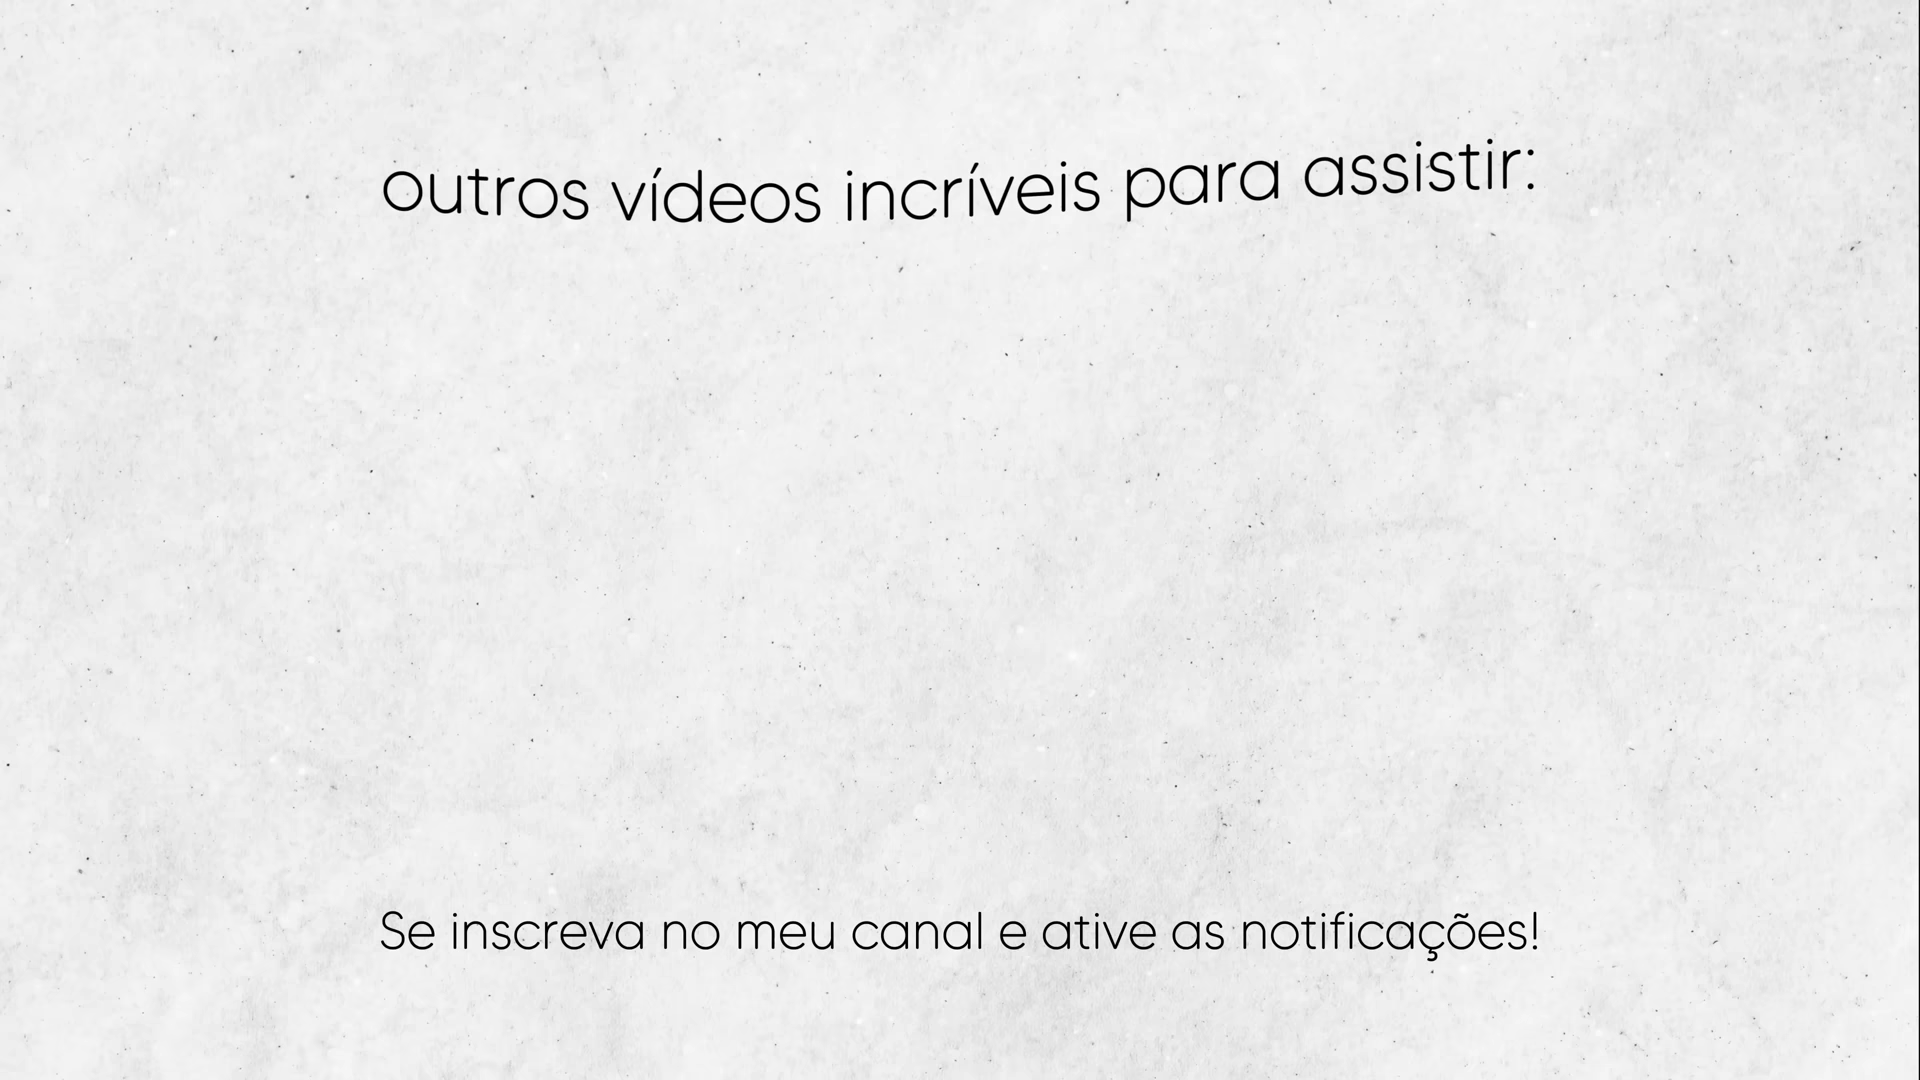 outros vídeos incríveis para assistir:
Se inscreva no meu canal e ative as notificações!